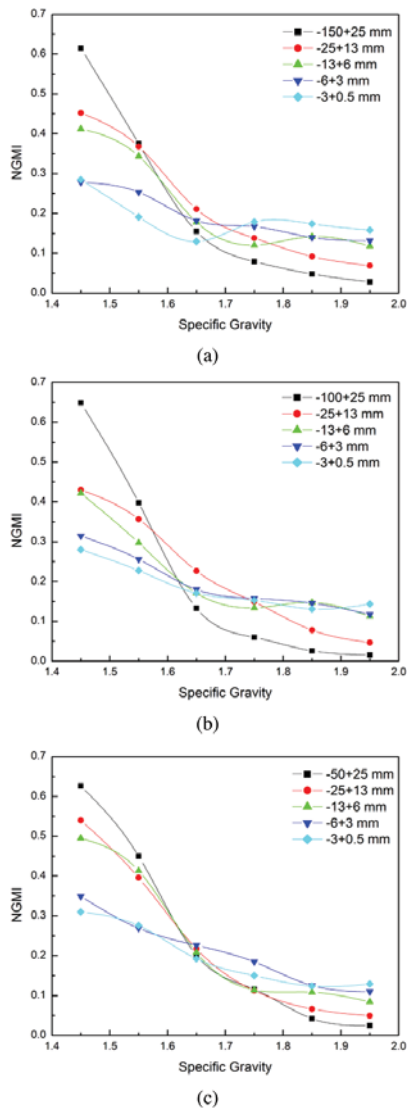 0.7
-150+25 mm
-25+13 mm
-13+6 mm
-6+3 mm
-3+0.5 mm
0.6
0.5
0.4
0.3
0.2
0.1
0.0
NGMI
1.4 1.5 1.6 1.7 1.8 1.9 2.0
Specific Gravity
(a)
0.7
-100+25 mm
-25+13 mm
-13+6 mm
-6+3 mm
-3+0.5 mm
0.6
0.5
0.4
0.3
0.2
0.1
0.0
NGMI
1.4 1.5 1.6 1.7 1.8 1.9 2.0
Specific Gravity
(b)
0.7
-50+25 mm
-25+13 mm
-13+6 mm
-6+3 mm
-3+0.5 mm
0.6
0.5
0.4
0.3
0.2
0.1
0.0
NGMI
1.4 1.5 1.6 1.7 1.8 1.9 2.0
Specific Gravity
(c)